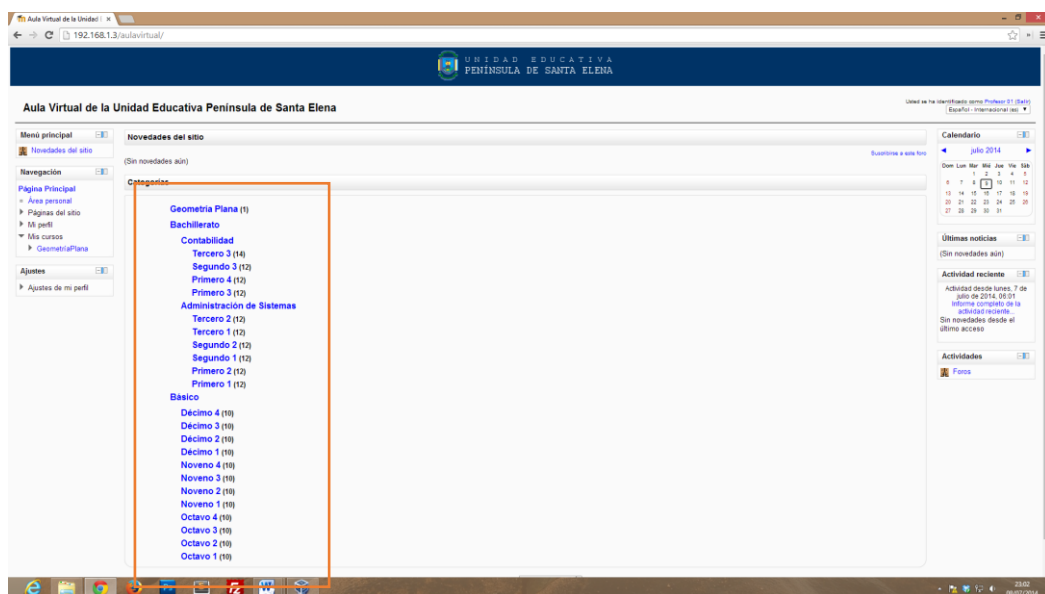 Aula Virtual de la Unidad
192.168.1.3/aulavirtual/
UNIDAD EDUCATIVA
PENÍNSULA DE SANTA ELENA
Aula Virtual de la Unidad Educativa Península de Santa Elena
Usted se ha identificado como Profesor 01 (Salir)
Español - Internacional (es)
Menú principal
Novedades del sitio
Navegación
Página Principal
Área personal
Páginas del sitio
Mi perfil
Mis cursos
GeometríaPlana
Ajustes
Ajustes de mi perfil
Novedades del sitio
Suscribirse a este foro
(Sin novedades aún)
Categorías
Geometría Plana (1)
Bachillerato
Contabilidad
Tercero 3 (14)
Segundo 3 (12)
Primero 4 (12)
Primero 3 (12)
Administración de Sistemas
Tercero 2 (12)
Tercero 1 (12)
Segundo 2 (12)
Segundo 1 (12)
Primero 2 (12)
Primero 1 (12)
Básico
Décimo 4 (10)
Décimo 3 (10)
Décimo 2 (10)
Décimo 1 (10)
Noveno 4 (10)
Noveno 3 (10)
Noveno 2 (10)
Noveno 1 (10)
Octavo 4 (10)
Octavo 3 (10)
Octavo 2 (10)
Octavo 1 (10)
Calendario
julio 2014
Dom Lun Mar Mié Jue Vie Sáb
1 2 3 4 5
6 7 8 9 10 11 12
13 14 15 16 17 18 19
20 21 22 23 24 25 26
27 28 29 30 31
Últimas noticias
(Sin novedades aún)
Actividad reciente
Actividad desde lunes, 7 de
julio de 2014, 06:01
Informe completo de la
actividad reciente...
Sin novedades desde el
último acceso
Actividades
Foros
23:02